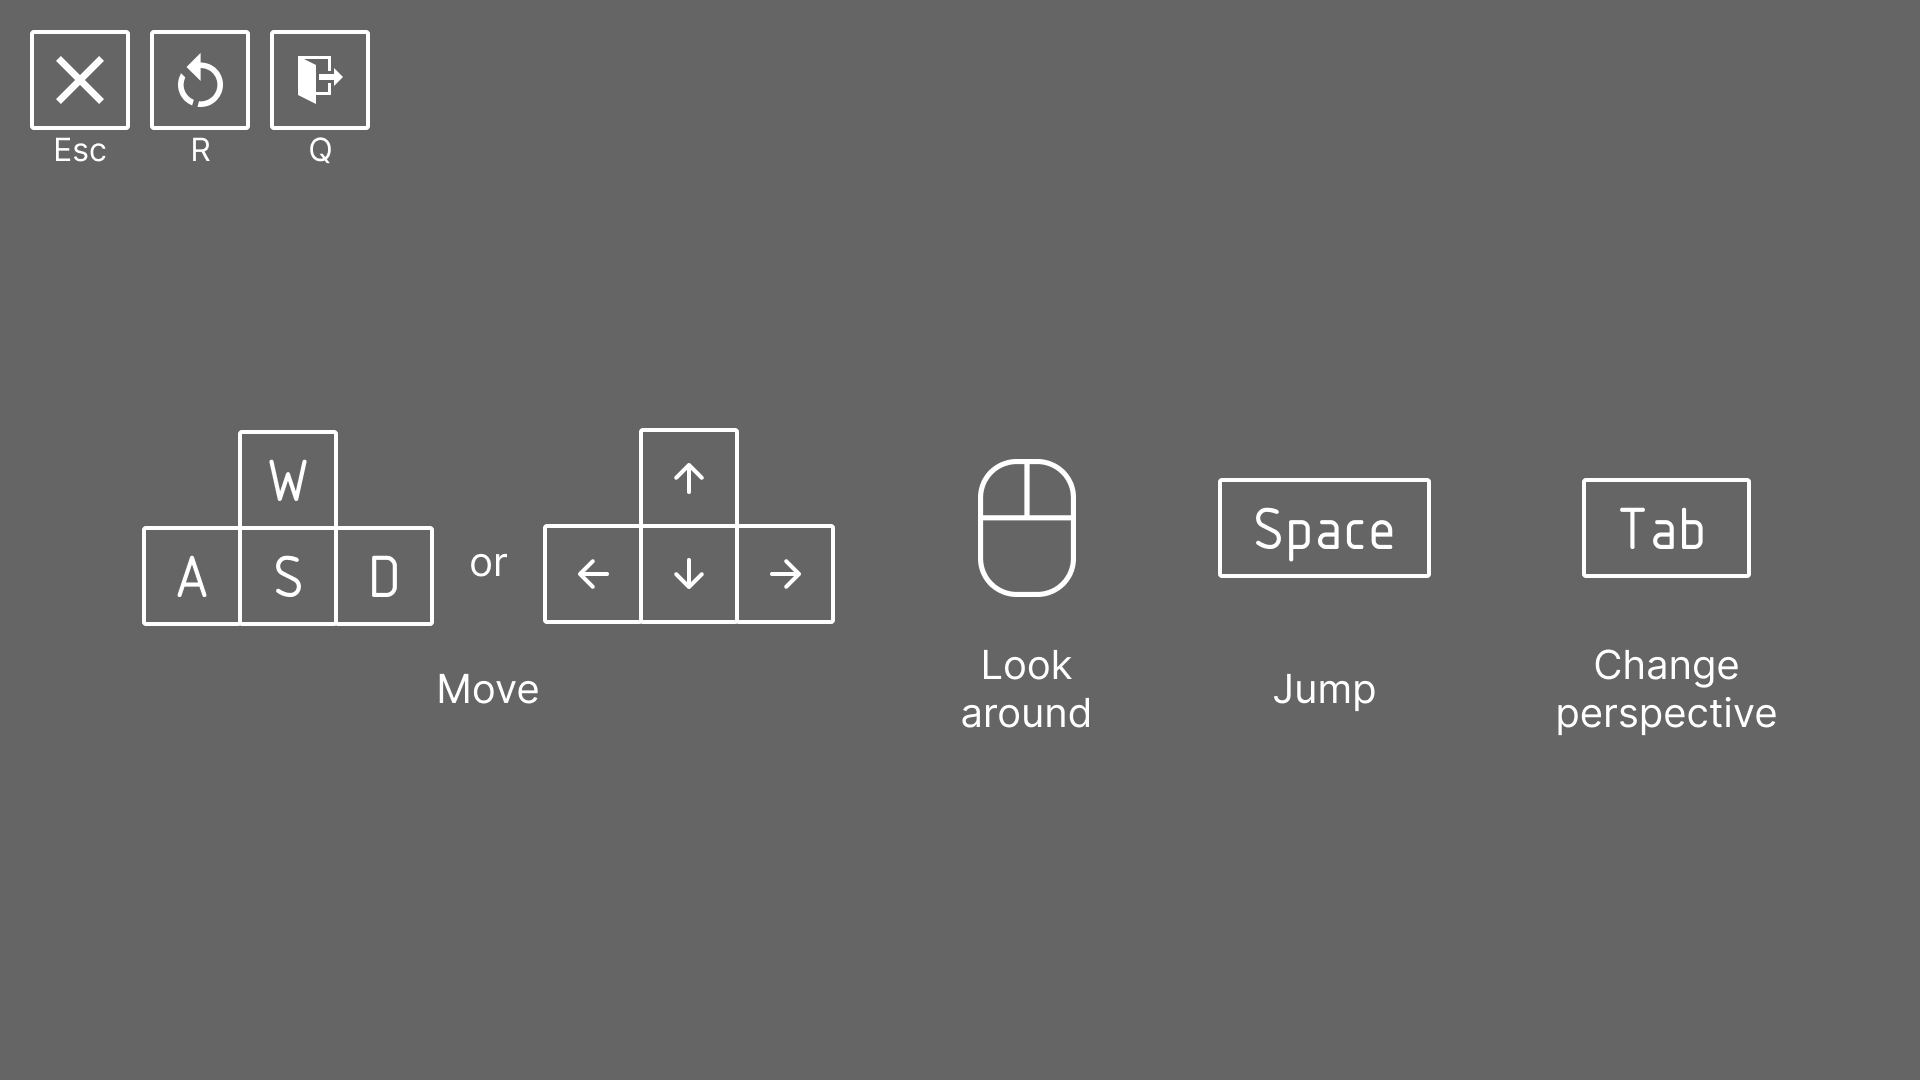 Esc R Q
W
A S D or ← ↓ →
↑
Space Tab
Move
Look
around
Jump
Change
perspective